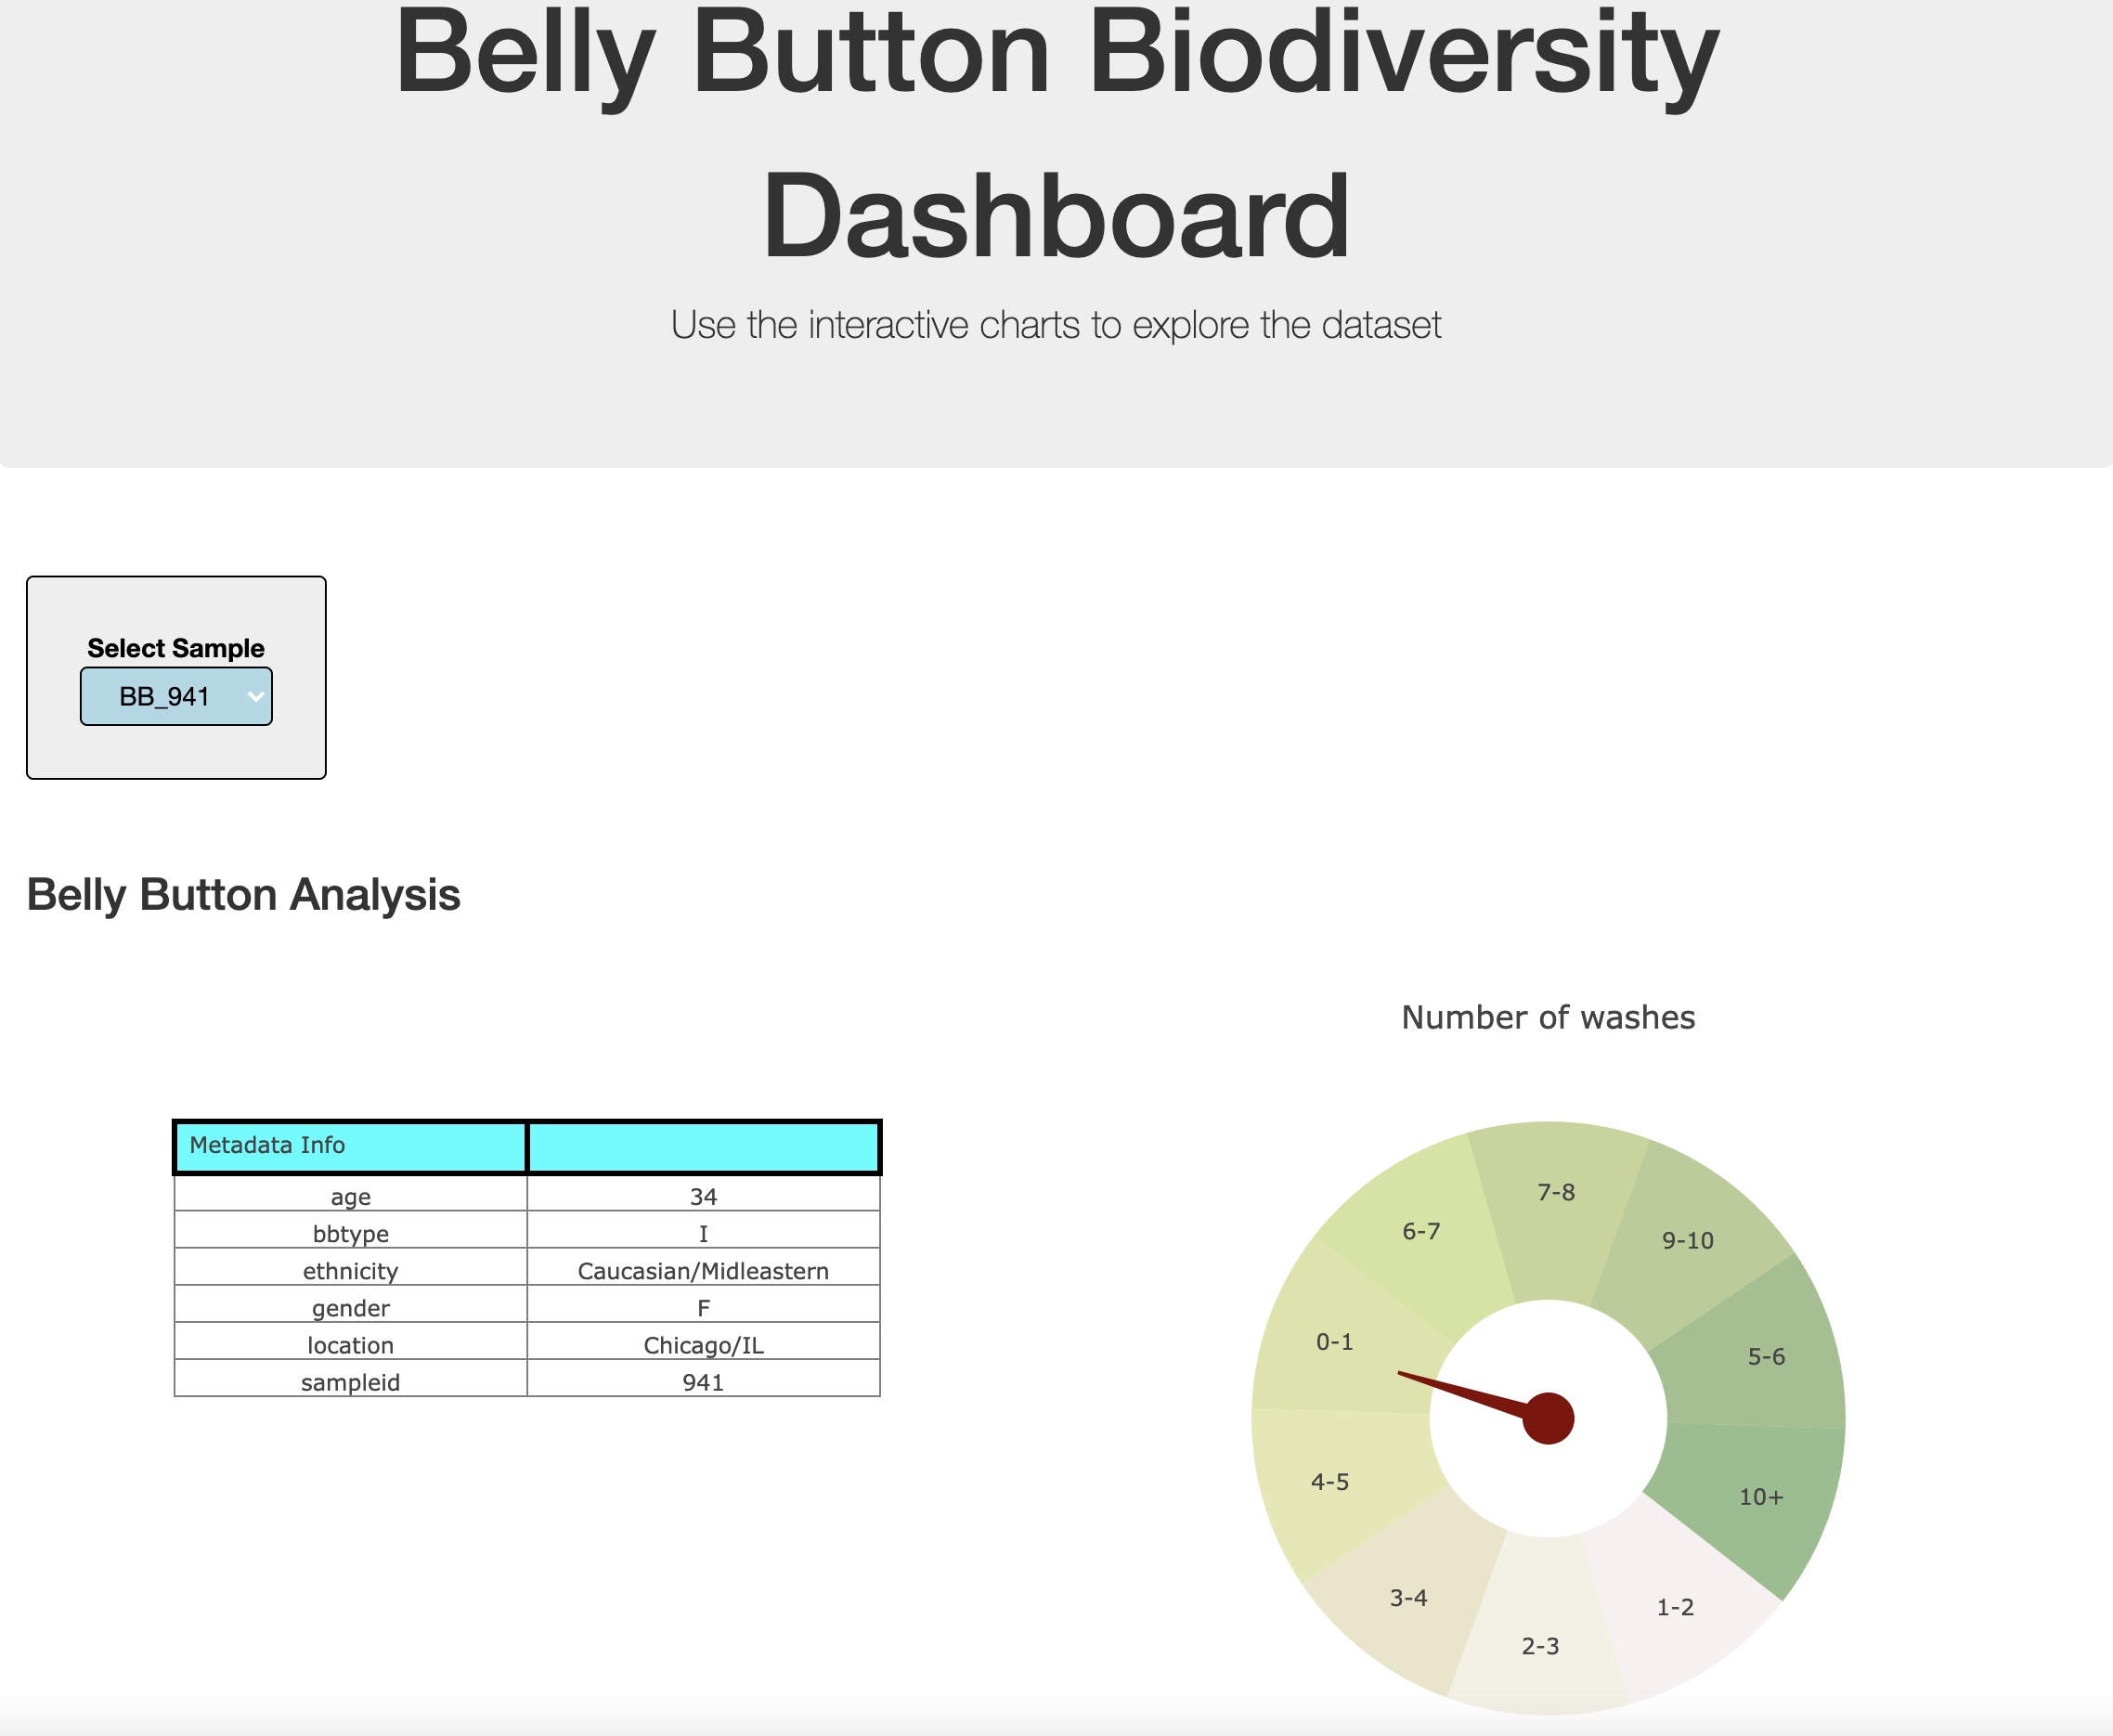 Belly Button Biodiversity
Dashboard
Use the interactive charts to explore the dataset
Select Sample
BB_941
Belly Button Analysis
Number of washes
Metadata Info
age 34
bbtype I
ethnicity Caucasian/Midleastern
gender F
location Chicago/IL
sampleid 941
7-8
6-7
9-10
0-1
5-6
4-5
10+
3-4
1-2
2-3